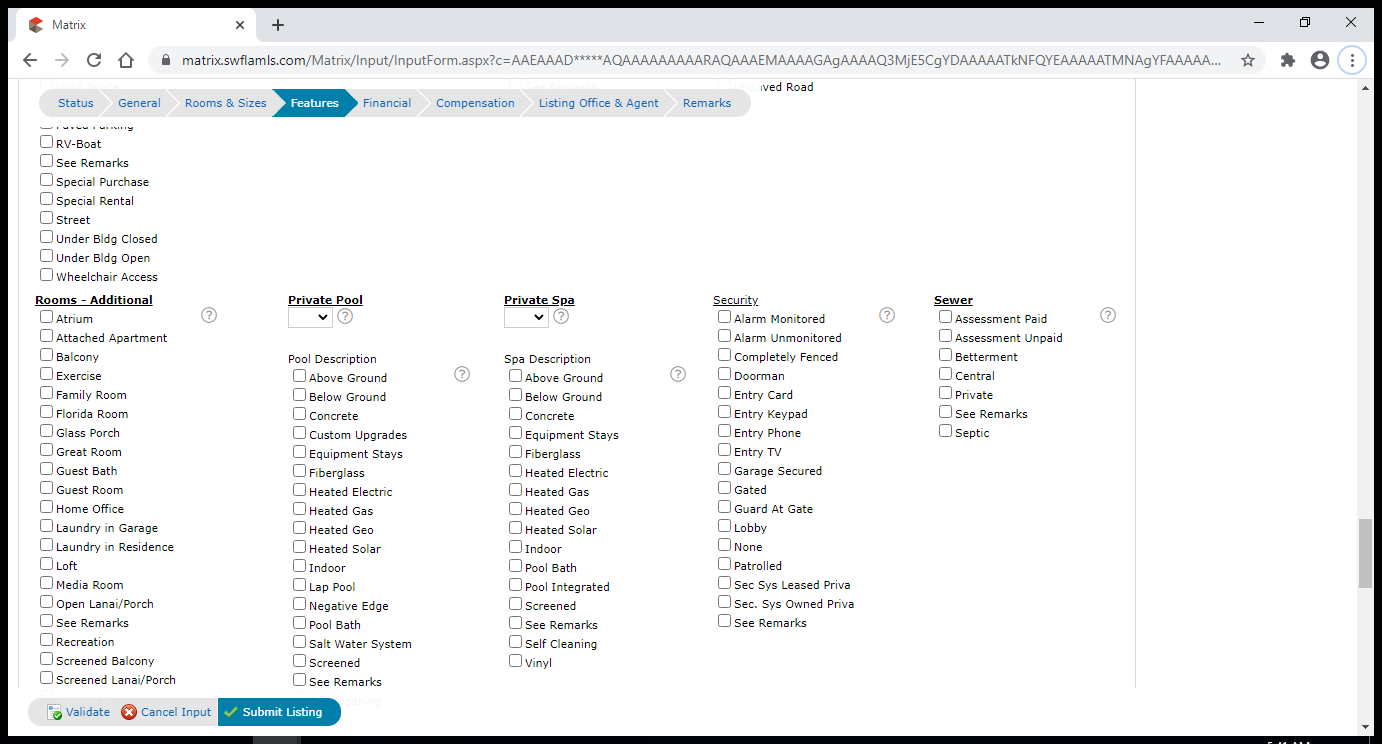 Matrix
matrix.swflamls.com/Matrix/Input/InputForm.aspx?c=AAEAAAD*****AQAAAAAAAAARAQAAAEMAAAAGAgAAAAQ3MjE5CgYDAAAAATkNFQYEAAAAATMNAgYFAAAAA...
Status General Rooms & Sizes Features Financial Compensation Listing Office & Agent Remarks
Paved Parking
RV-Boat
See Remarks
Special Purchase
Special Rental
Street
Under Bldg Closed
Under Bldg Open
Wheelchair Access
Rooms - Additional
Atrium
Attached Apartment
Balcony
Exercise
Family Room
Florida Room
Glass Porch
Great Room
Guest Bath
Guest Room
Home Office
Laundry in Garage
Laundry in Residence
Loft
Media Room
Open Lanai/Porch
See Remarks
Recreation
Screened Balcony
Screened Lanai/Porch
Private Pool
Pool Description
Above Ground
Below Ground
Concrete
Custom Upgrades
Equipment Stays
Fiberglass
Heated Electric
Heated Gas
Heated Geo
Heated Solar
Indoor
Lap Pool
Negative Edge
Pool Bath
Salt Water System
Screened
See Remarks
Private Spa
Spa Description
Above Ground
Below Ground
Concrete
Equipment Stays
Fiberglass
Heated Electric
Heated Gas
Heated Geo
Heated Solar
Indoor
Pool Bath
Pool Integrated
Screened
See Remarks
Self Cleaning
Vinyl
Security
Alarm Monitored
Alarm Unmonitored
Completely Fenced
Doorman
Entry Card
Entry Keypad
Entry Phone
Entry TV
Garage Secured
Gated
Guard At Gate
Lobby
None
Patrolled
Sec Sys Leased Priva
Sec. Sys Owned Priva
See Remarks
Sewer
Assessment Paid
Assessment Unpaid
Betterment
Central
Private
See Remarks
Septic
Road
Validate Cancel Input Submit Listing